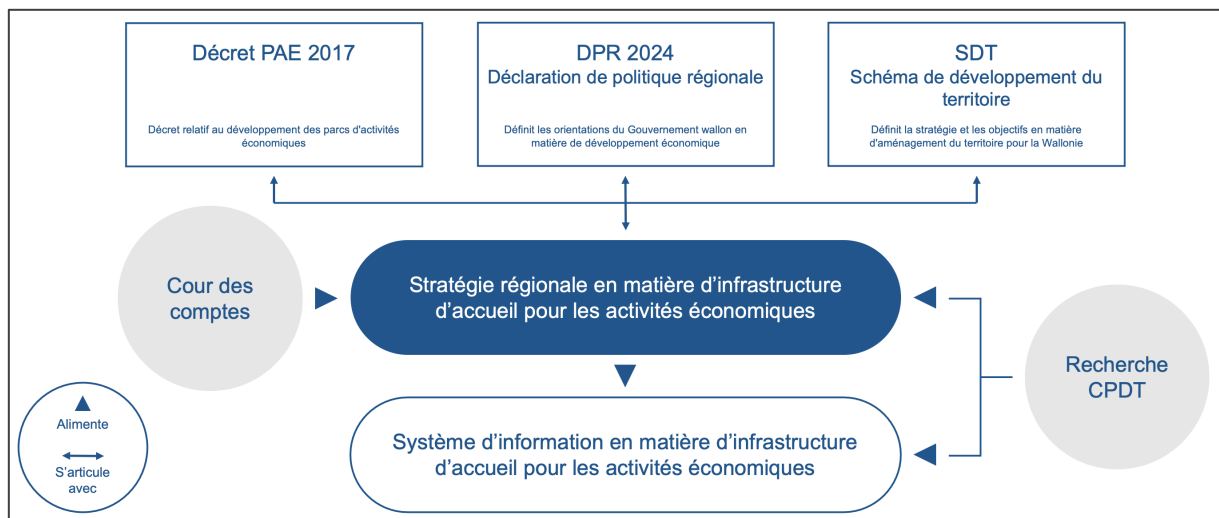 Décret PAE 2017
Décret relatif au développement des parcs d'activités
économiques
DPR 2024
Déclaration de politique régionale
Définit les orientations du Gouvernement wallon en
matière de développement économique
SDT
Schéma de développement du
territoire
Définit la stratégie et les objectifs en matière
d'aménagement du territoire pour la Wallonie
Cour des
comptes
Stratégie régionale en matière d’infrastructure
d’accueil pour les activités économiques
Recherche
CPDT
Système d’information en matière d’infrastructure
d’accueil pour les activités économiques
Alimente
S’articule
avec